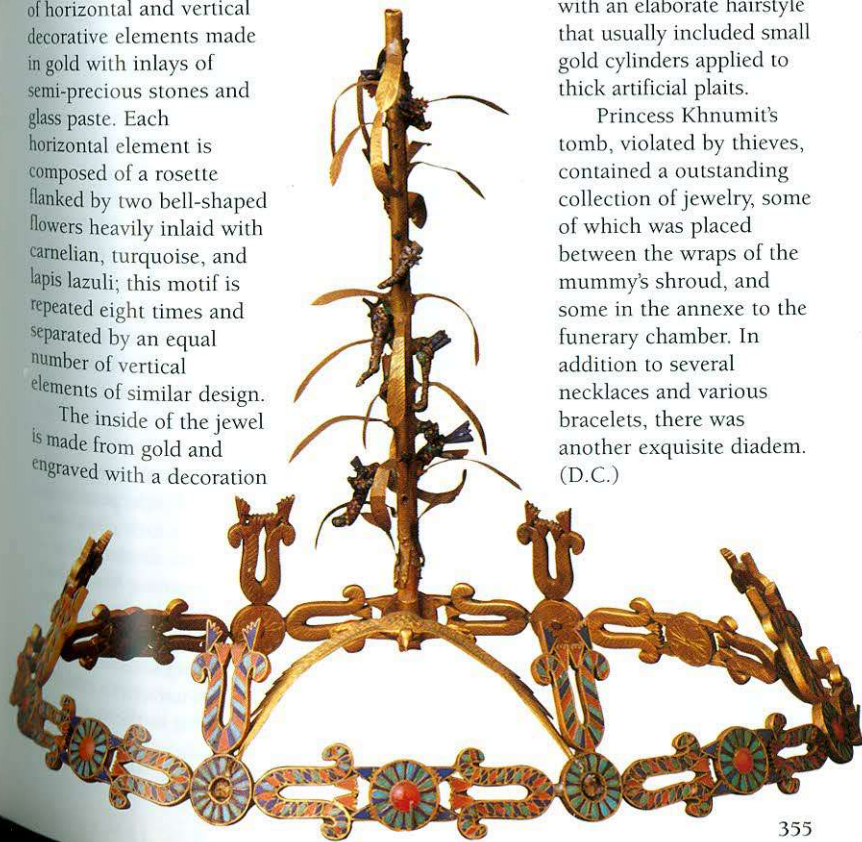 of horizontal and vertical
decorative elements made
in gold with inlays of
semi-precious stones and
glass paste. Each
horizontal element is
composed of a rosette
flanked by two bell-shaped
flowers heavily inlaid with
carnelian, turquoise, and
lapis lazuli; this motif is
repeated eight times and
separated by an equal
number of vertical
elements of similar design.
The inside of the jewel
is made from gold and
engraved with a decoration
with an elaborate hairstyle
that usually included small
gold cylinders applied to
thick artificial plaits.
Princess Khnumit's
tomb, violated by thieves,
contained a outstanding
collection of jewelry, some
of which was placed
between the wraps of the
mummy's shroud, and
some in the annexe to the
funerary chamber. In
addition to several
necklaces and various
bracelets, there was
another exquisite diadem.
(D.C.)
355